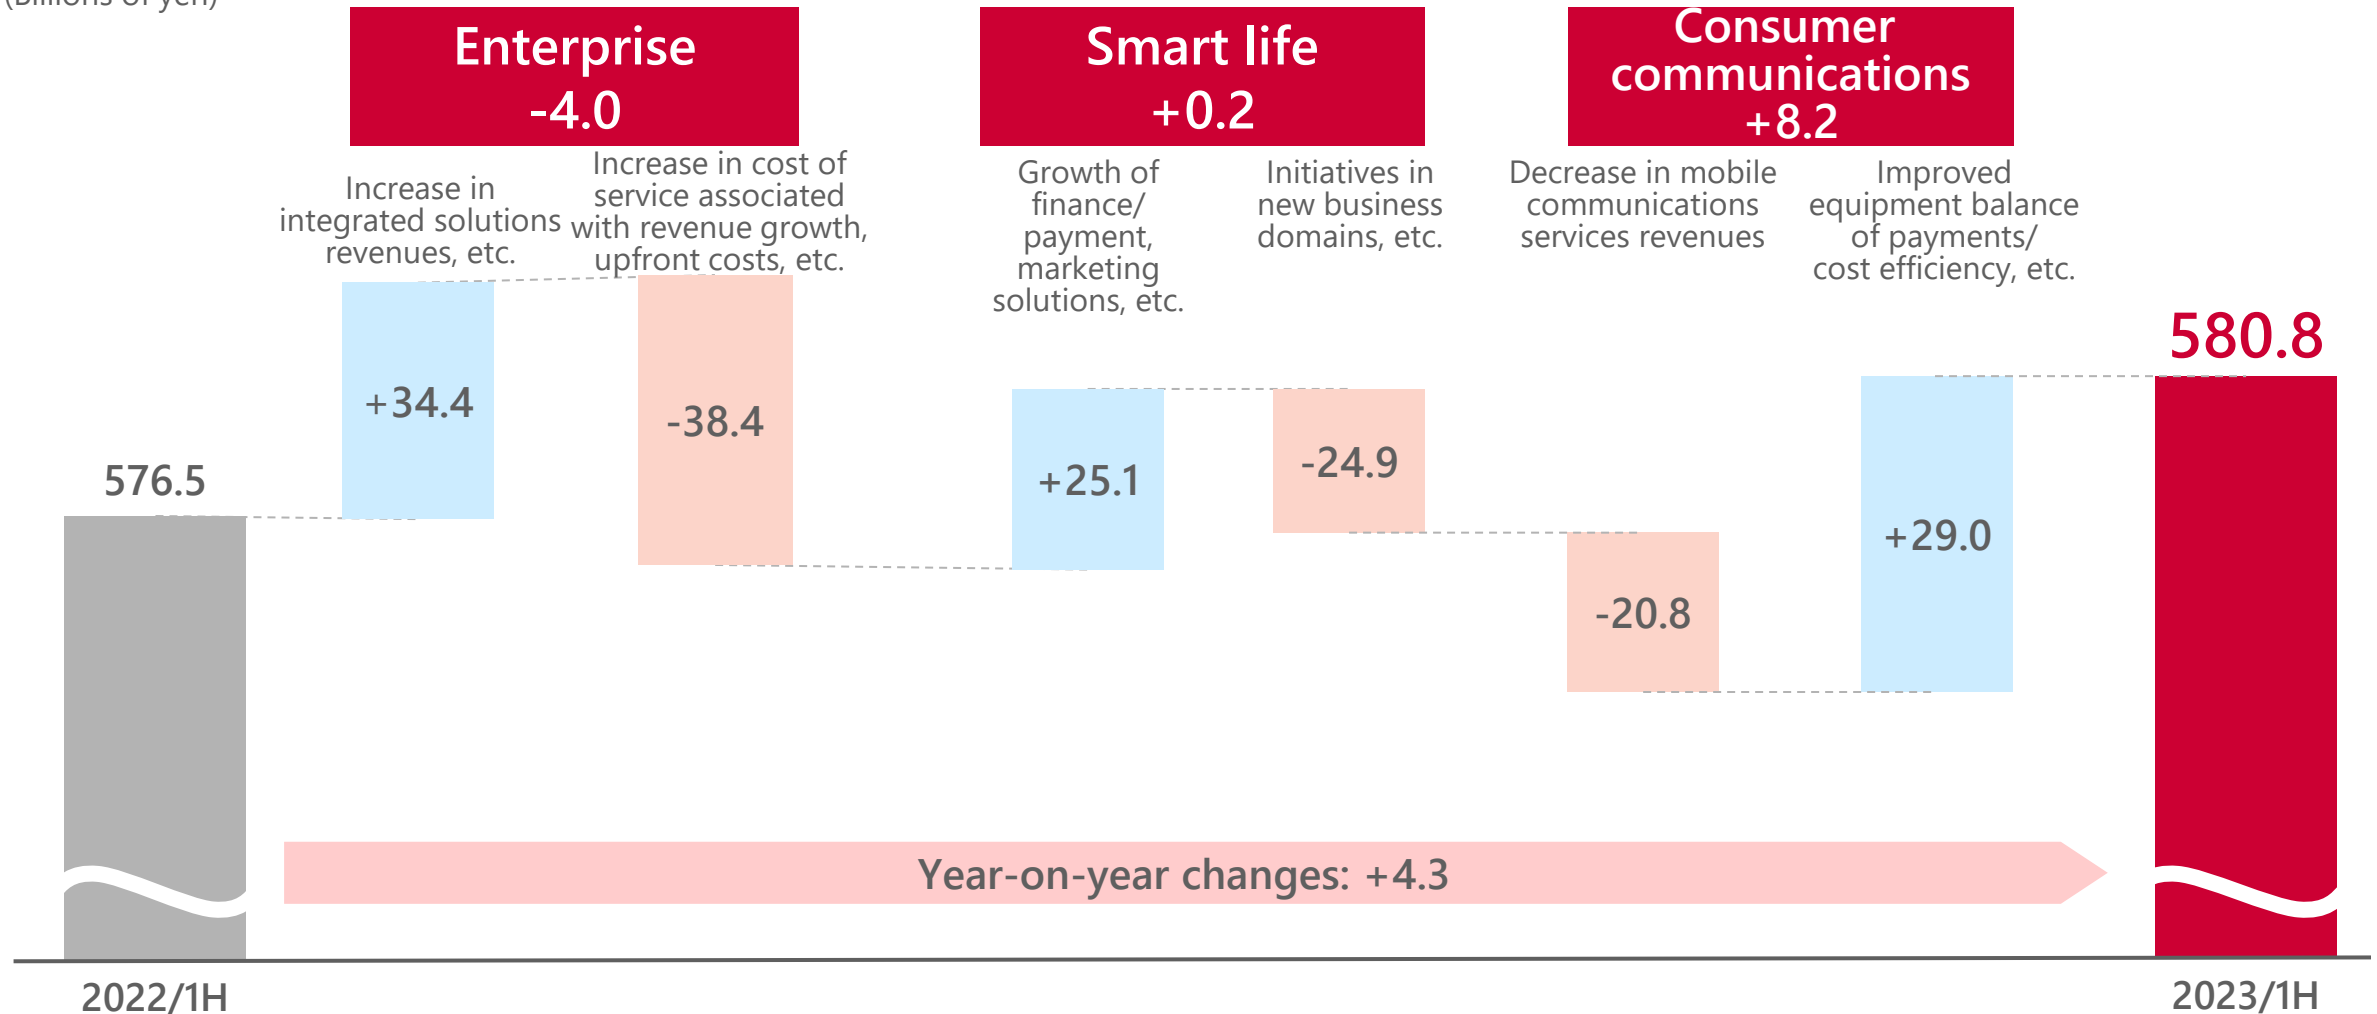 (Billions of yen)
Enterprise
-4.0
Smart life
+0.2
Consumer
communications
+8.2
Increase in
integrated solutions
revenues, etc.
Increase in cost of
service associated
with revenue growth,
upfront costs, etc.
Growth of
finance/
payment,
marketing
solutions, etc.
Initiatives in
new business
domains, etc.
Decrease in mobile
communications
services revenues
Improved
equipment balance
of payments/
cost efficiency, etc.
576.5
+34.4
-38.4
+25.1
-24.9
-20.8
+29.0
580.8
Year-on-year changes: +4.3
2022/1H
2023/1H